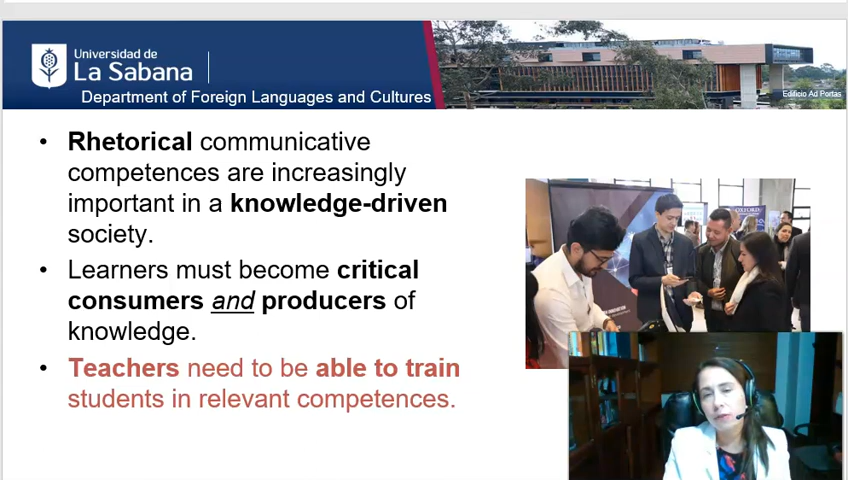 Universidad de
La Sabana
Department of Foreign Languages and Cultures
Edificio Ad Portas
• Rhetorical communicative
competences are increasingly
important in a knowledge-driven
society.
• Learners must become critical
consumers and producers of
knowledge.
• Teachers need to be able to train
students in relevant competences.
OXFORD